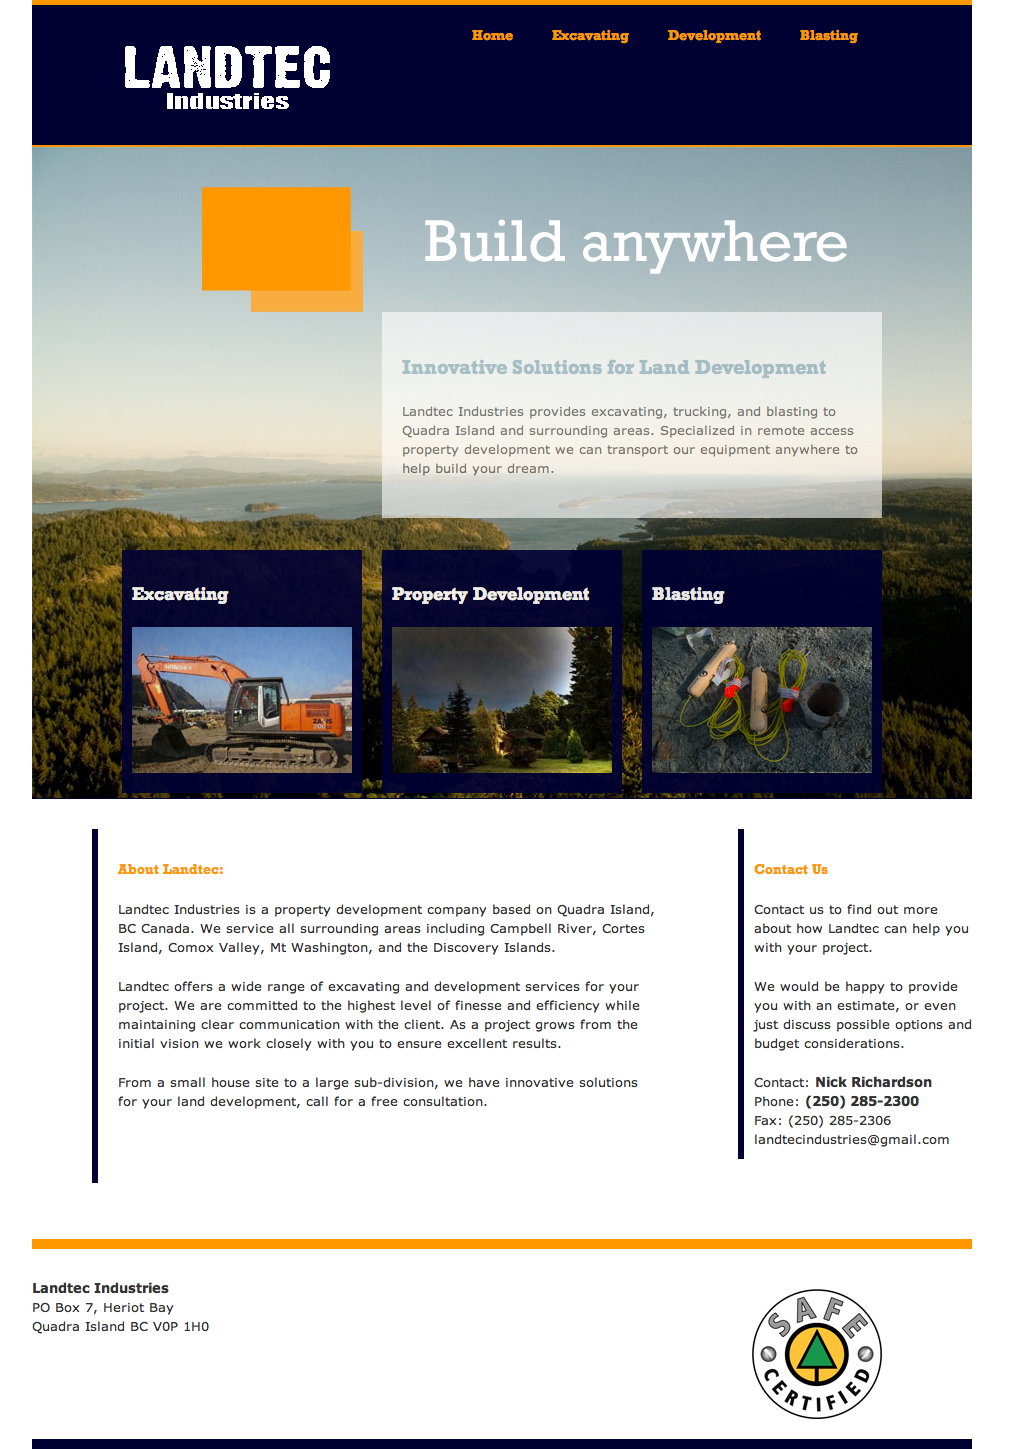 LANDTEC
Industries
Home Excavating Development Blasting
Build anywhere
Innovative Solutions for Land Development
Landtec Industries provides excavating, trucking, and blasting to
Quadra Island and surrounding areas. Specialized in remote access
property development we can transport our equipment anywhere to
help build your dream.
Excavating
Property Development
Blasting
HITACHI
About Landtec:
Landtec Industries is a property development company based on Quadra Island,
BC Canada. We service all surrounding areas including Campbell River, Cortes
Island, Comox Valley, Mt Washington, and the Discovery Islands.
Landtec offers a wide range of excavating and development services for your
project. We are committed to the highest level of finesse and efficiency while
maintaining clear communication with the client. As a project grows from the
initial vision we work closely with you to ensure excellent results.
From a small house site to a large sub-division, we have innovative solutions
for your land development, call for a free consultation.
Contact Us
Contact us to find out more
about how Landtec can help you
with your project.
We would be happy to provide
you with an estimate, or even
just discuss possible options and
budget considerations.
Contact: Nick Richardson
Phone: (250) 285-2300
Fax: (250) 285-2306
landtecindustries@gmail.com
Landtec Industries
PO Box 7, Heriot Bay
Quadra Island BC V0P 1H0
SAFE
CERTIFIED